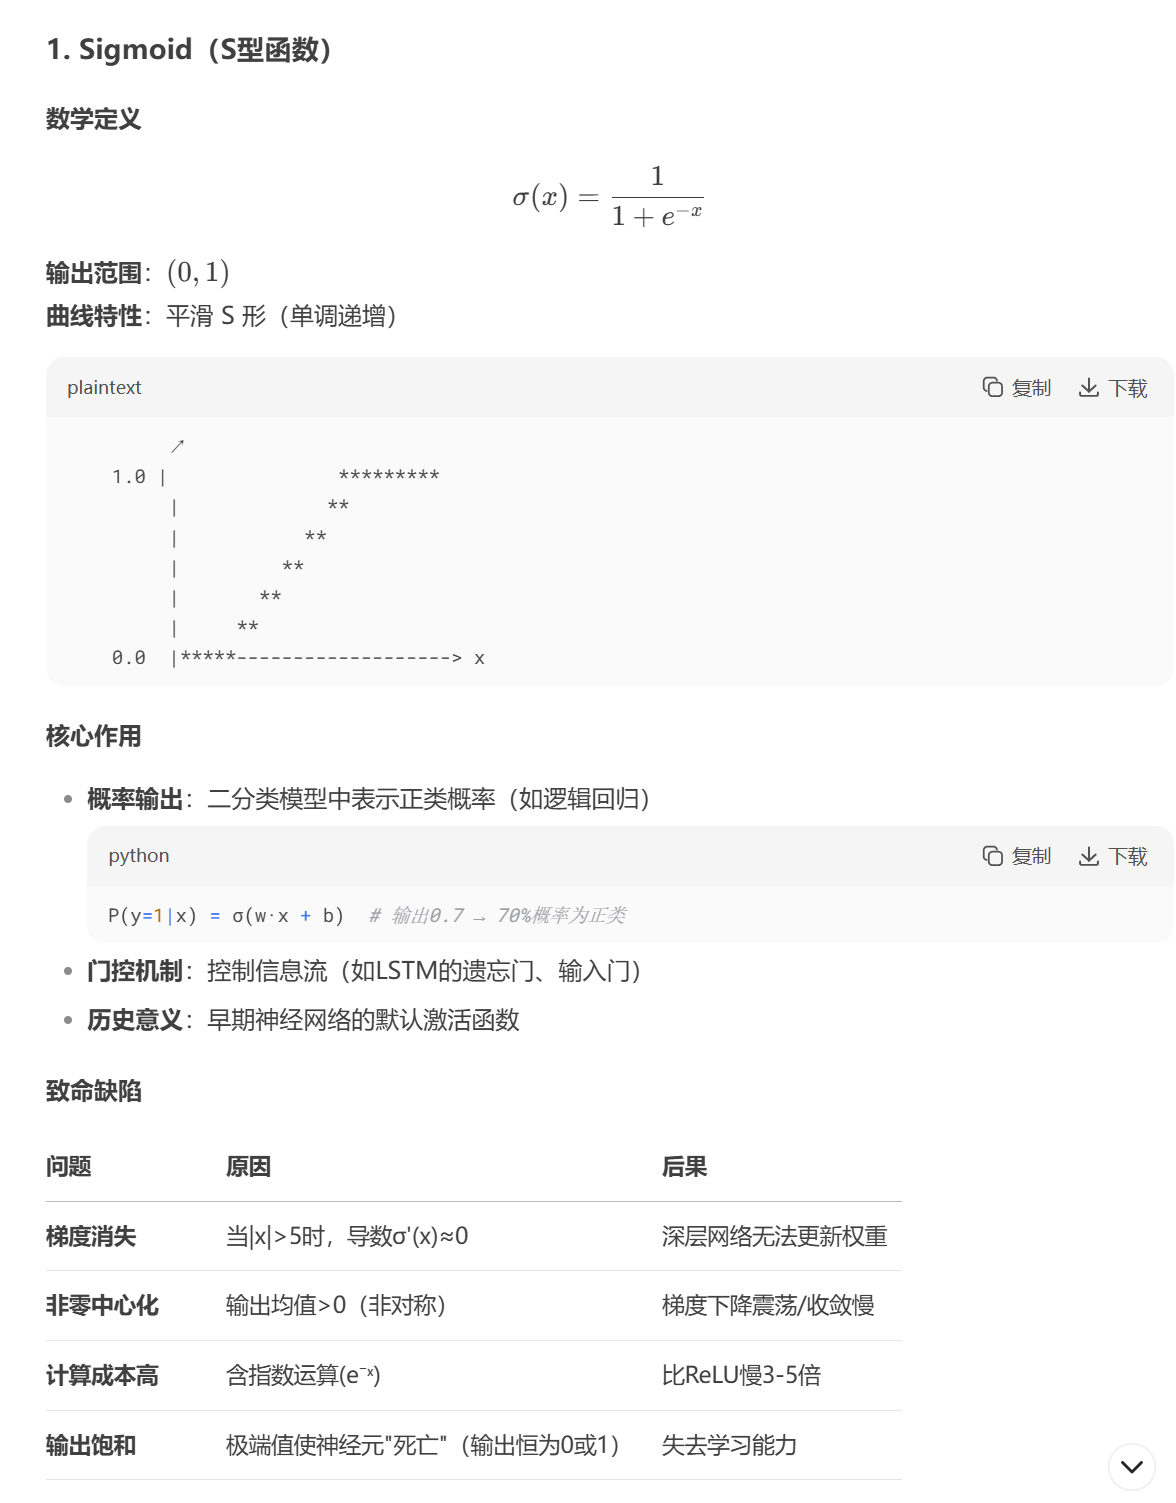 1. Sigmoid（S型函数）
数学定义
σ(x) = 1 / (1 + e^{−x})
输出范围：(0, 1)
曲线特性：平滑 S 形（单调递增）
plaintext 复制 下载
↗
1.0 | *********
| **
| **
| **
| **
| **
0.0 |*****-------------------> x
核心作用
• 概率输出：二分类模型中表示正类概率（如逻辑回归）
python 复制 下载
P(y=1|x) = σ(w·x + b) # 输出0.7 → 70%概率为正类
• 门控机制：控制信息流（如LSTM的遗忘门、输入门）
• 历史意义：早期神经网络的默认激活函数
致命缺陷
问题 原因 后果
梯度消失 当|x|>5时，导数σ'(x)≈0 深层网络无法更新权重
非零中心化 输出均值>0（非对称） 梯度下降震荡/收敛慢
计算成本高 含指数运算(e⁻ˣ) 比ReLU慢3-5倍
输出饱和 极端值使神经元"死亡"（输出恒为0或1） 失去学习能力